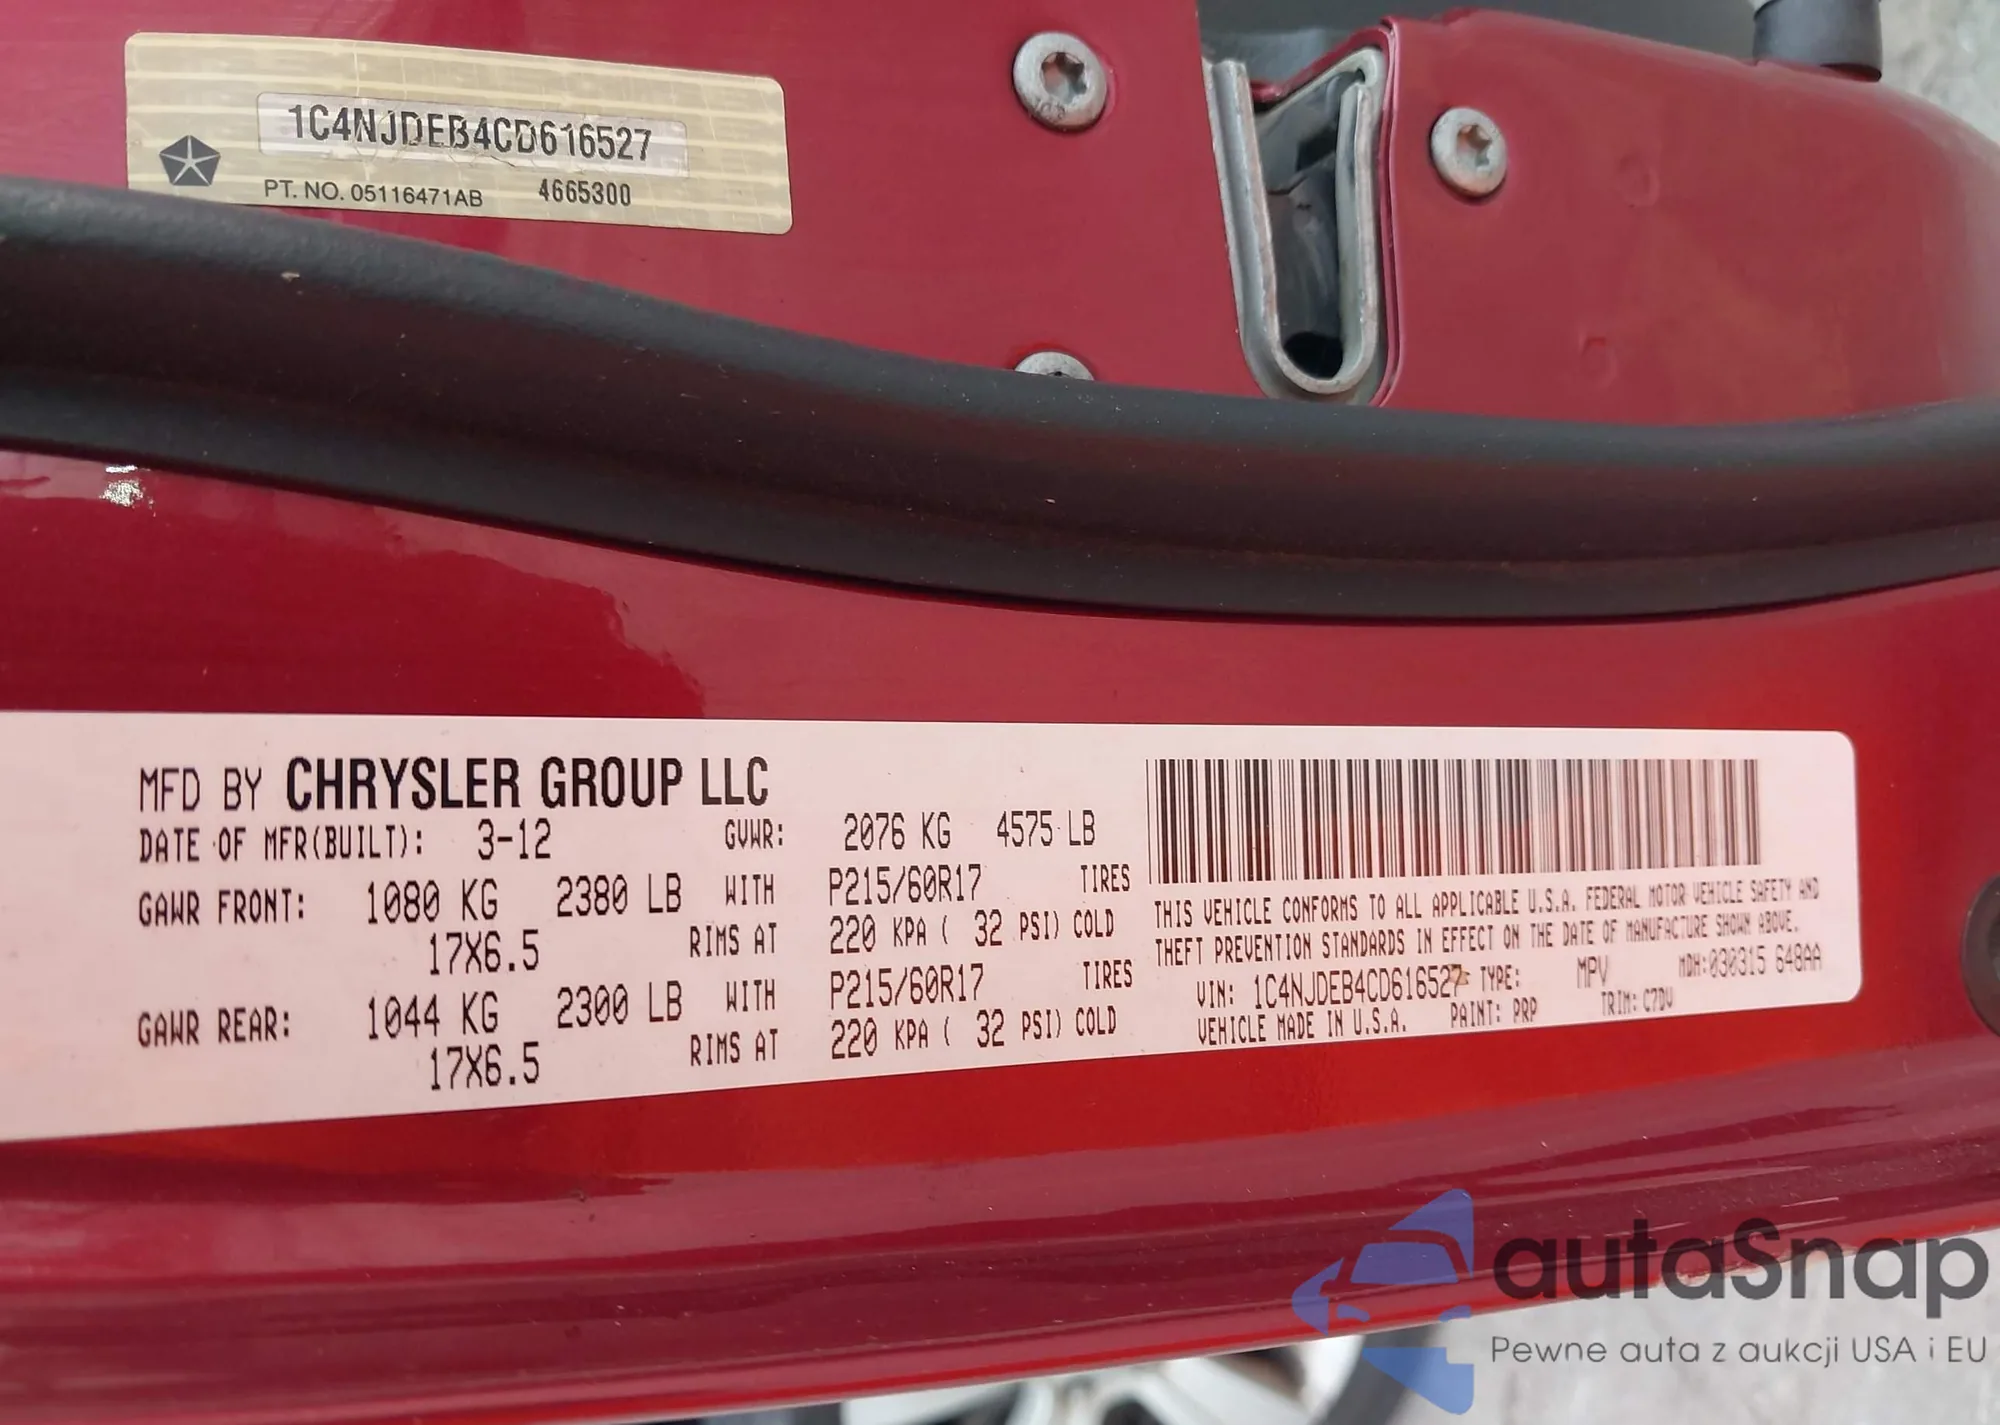 1C4NJDEB4CD616527
PT. NO. 05116471AB 4665300
MFD BY CHRYSLER GROUP LLC
DATE OF MFR(BUILT): 3-12 GVWR: 2076 KG 4575 LB
GAWR FRONT: 1080 KG 2380 LB WITH P215/60R17 TIRES
17X6.5 RIMS AT 220 KPA ( 32 PSI) COLD
GAWR REAR: 1044 KG 2300 LB WITH P215/60R17 TIRES
17X6.5 RIMS AT 220 KPA ( 32 PSI) COLD
THIS VEHICLE CONFORMS TO ALL APPLICABLE U.S.A. FEDERAL MOTOR VEHICLE SAFETY AND
THEFT PREVENTION STANDARDS IN EFFECT ON THE DATE OF MANUFACTURE SHOWN ABOVE.
VIN: 1C4NJDEB4CD616527 TYPE: MPV MDH:030315 648AA
VEHICLE MADE IN U.S.A. PAINT: PRP TRIM: C7DV
autaSnap
Pewne auta z aukcji USA i EU